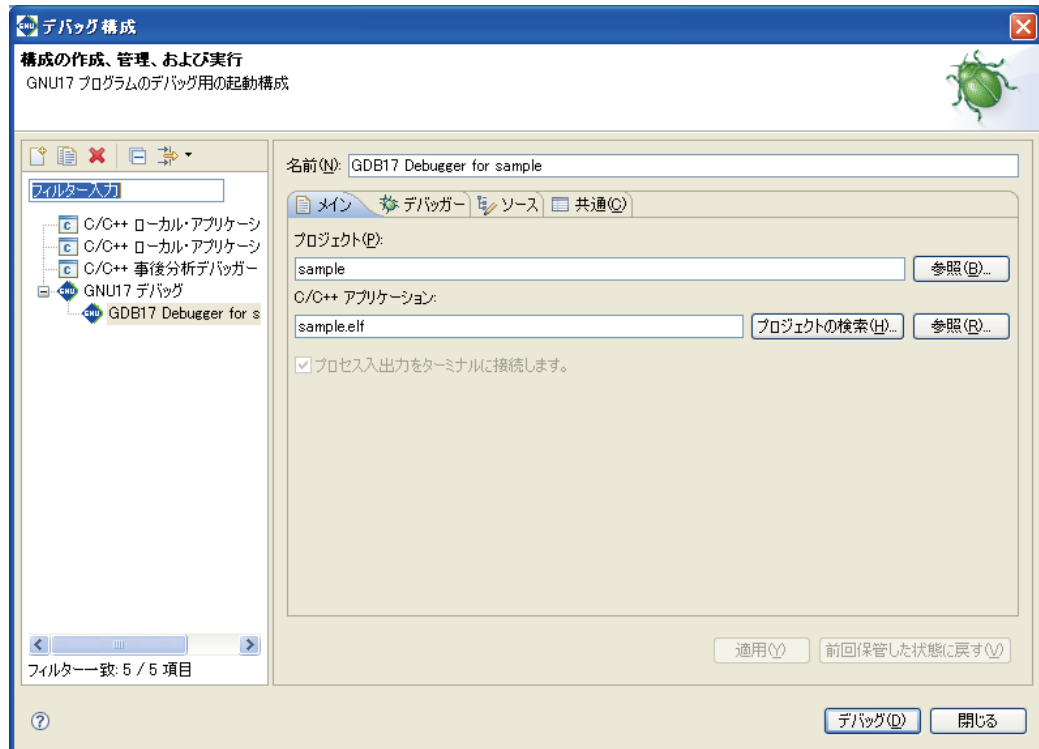 GNU デバッグ構成
構成の作成、管理、および実行
GNU17 プログラムのデバッグ用の起動構成
名前(N): GDB17 Debugger for sample
フィルター入力
メイン デバッガー ソース 共通(C)
C/C++ ローカル・アプリケーシ
C/C++ ローカル・アプリケーシ
C/C++ 事後分析デバッガー
GNU GNU17 デバッグ
GNU GDB17 Debugger for s
プロジェクト(P):
sample 参照(B)...
C/C++ アプリケーション:
sample.elf プロジェクトの検索(H)... 参照(R)...
プロセス入出力をターミナルに接続します。
フィルター一致: 5 / 5 項目
適用(Y) 前回保管した状態に戻す(V)
? デバッグ(D) 閉じる